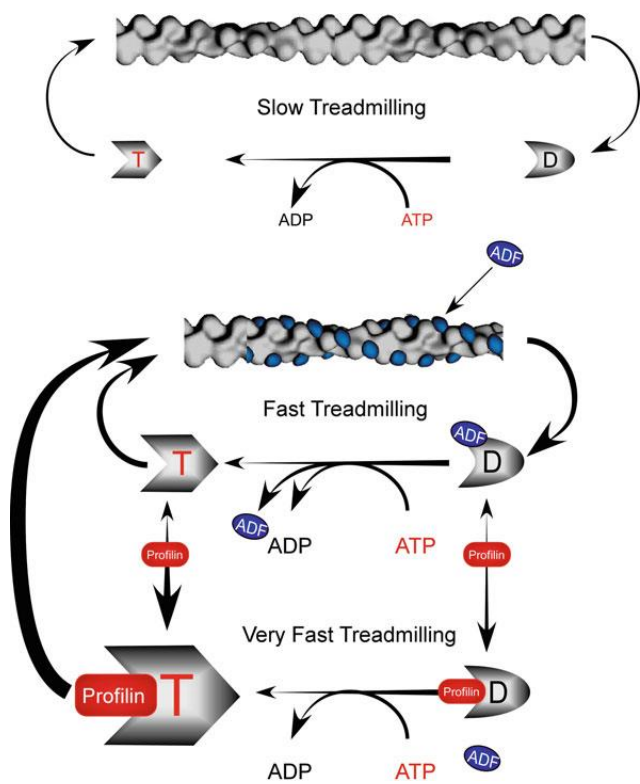 Slow Treadmilling
T
D
ADP
ATP
ADF
Fast Treadmilling
ADF
T
D
ADF
ADP
ATP
Profilin
Profilin
Very Fast Treadmilling
Profilin
T
Profilin
D
ADP
ATP
ADF